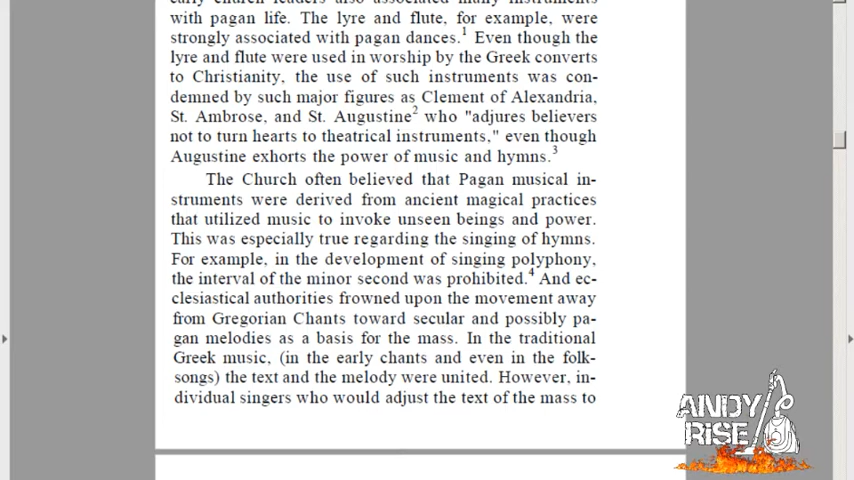 early church leaders also associated many instruments
with pagan life. The lyre and flute, for example, were
strongly associated with pagan dances.1 Even though the
lyre and flute were used in worship by the Greek converts
to Christianity, the use of such instruments was con-
demned by such major figures as Clement of Alexandria,
St. Ambrose, and St. Augustine2 who "adjures believers
not to turn hearts to theatrical instruments," even though
Augustine exhorts the power of music and hymns.3
The Church often believed that Pagan musical in-
struments were derived from ancient magical practices
that utilized music to invoke unseen beings and power.
This was especially true regarding the singing of hymns.
For example, in the development of singing polyphony,
the interval of the minor second was prohibited.4 And ec-
clesiastical authorities frowned upon the movement away
from Gregorian Chants toward secular and possibly pa-
gan melodies as a basis for the mass. In the traditional
Greek music, (in the early chants and even in the folk-
songs) the text and the melody were united. However, in-
dividual singers who would adjust the text of the mass to
ANDY
RISE